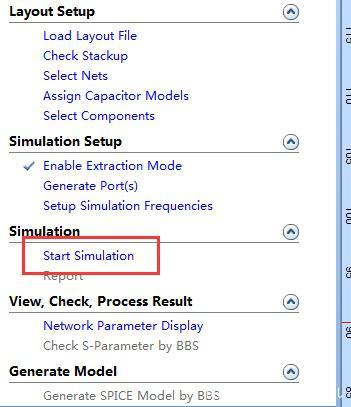 Layout Setup
Load Layout File
Check Stackup
Select Nets
Assign Capacitor Models
Select Components
Simulation Setup
Enable Extraction Mode
Generate Port(s)
Setup Simulation Frequencies
Simulation
Start Simulation
Report
View, Check, Process Result
Network Parameter Display
Check S-Parameter by BBS
Generate Model
Generate SPICE Model by BBS